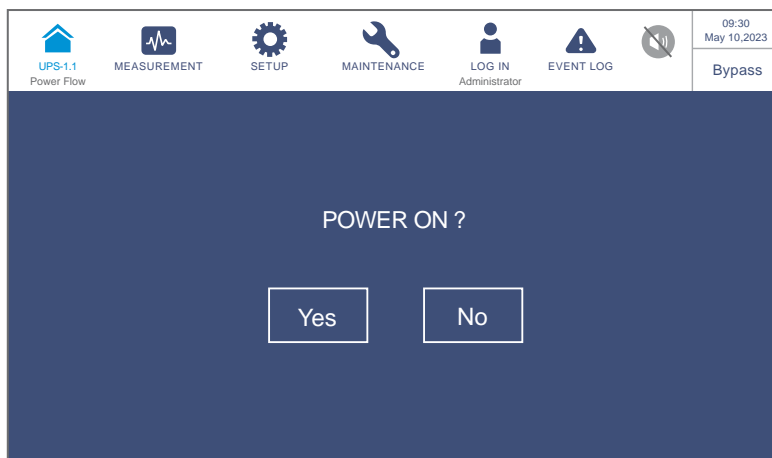 UPS-1.1
Power Flow
MEASUREMENT
SETUP
MAINTENANCE
LOG IN
Administrator
EVENT LOG
09:30
May 10,2023
Bypass
POWER ON ?
Yes
No